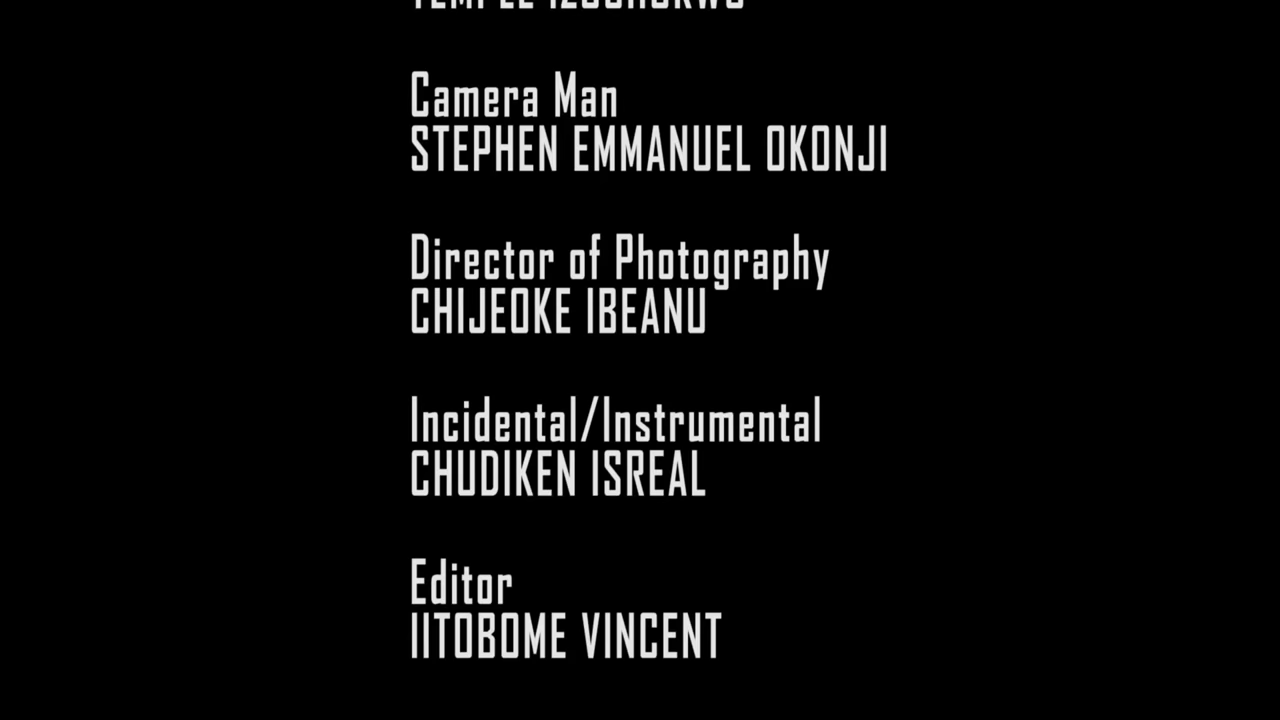 Camera Man
STEPHEN EMMANUEL OKONJI
Director of Photography
CHIJEOKE IBEANU
Incidental/Instrumental
CHUDIKEN ISREAL
Editor
IITOBOME VINCENT